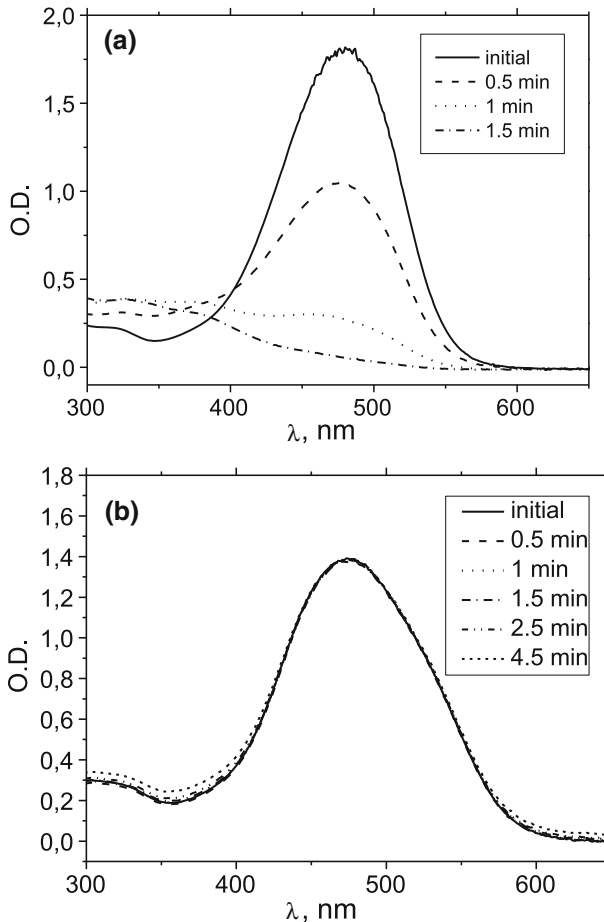 (a)
2,0
1,5
1,0
0,5
0,0
O.D.
initial
0.5 min
1 min
1.5 min
300 400 500 600
λ, nm
(b)
1,8
1,6
1,4
1,2
1,0
0,8
0,6
0,4
0,2
0,0
O.D.
initial
0.5 min
1 min
1.5 min
2.5 min
4.5 min
300 400 500 600
λ, nm